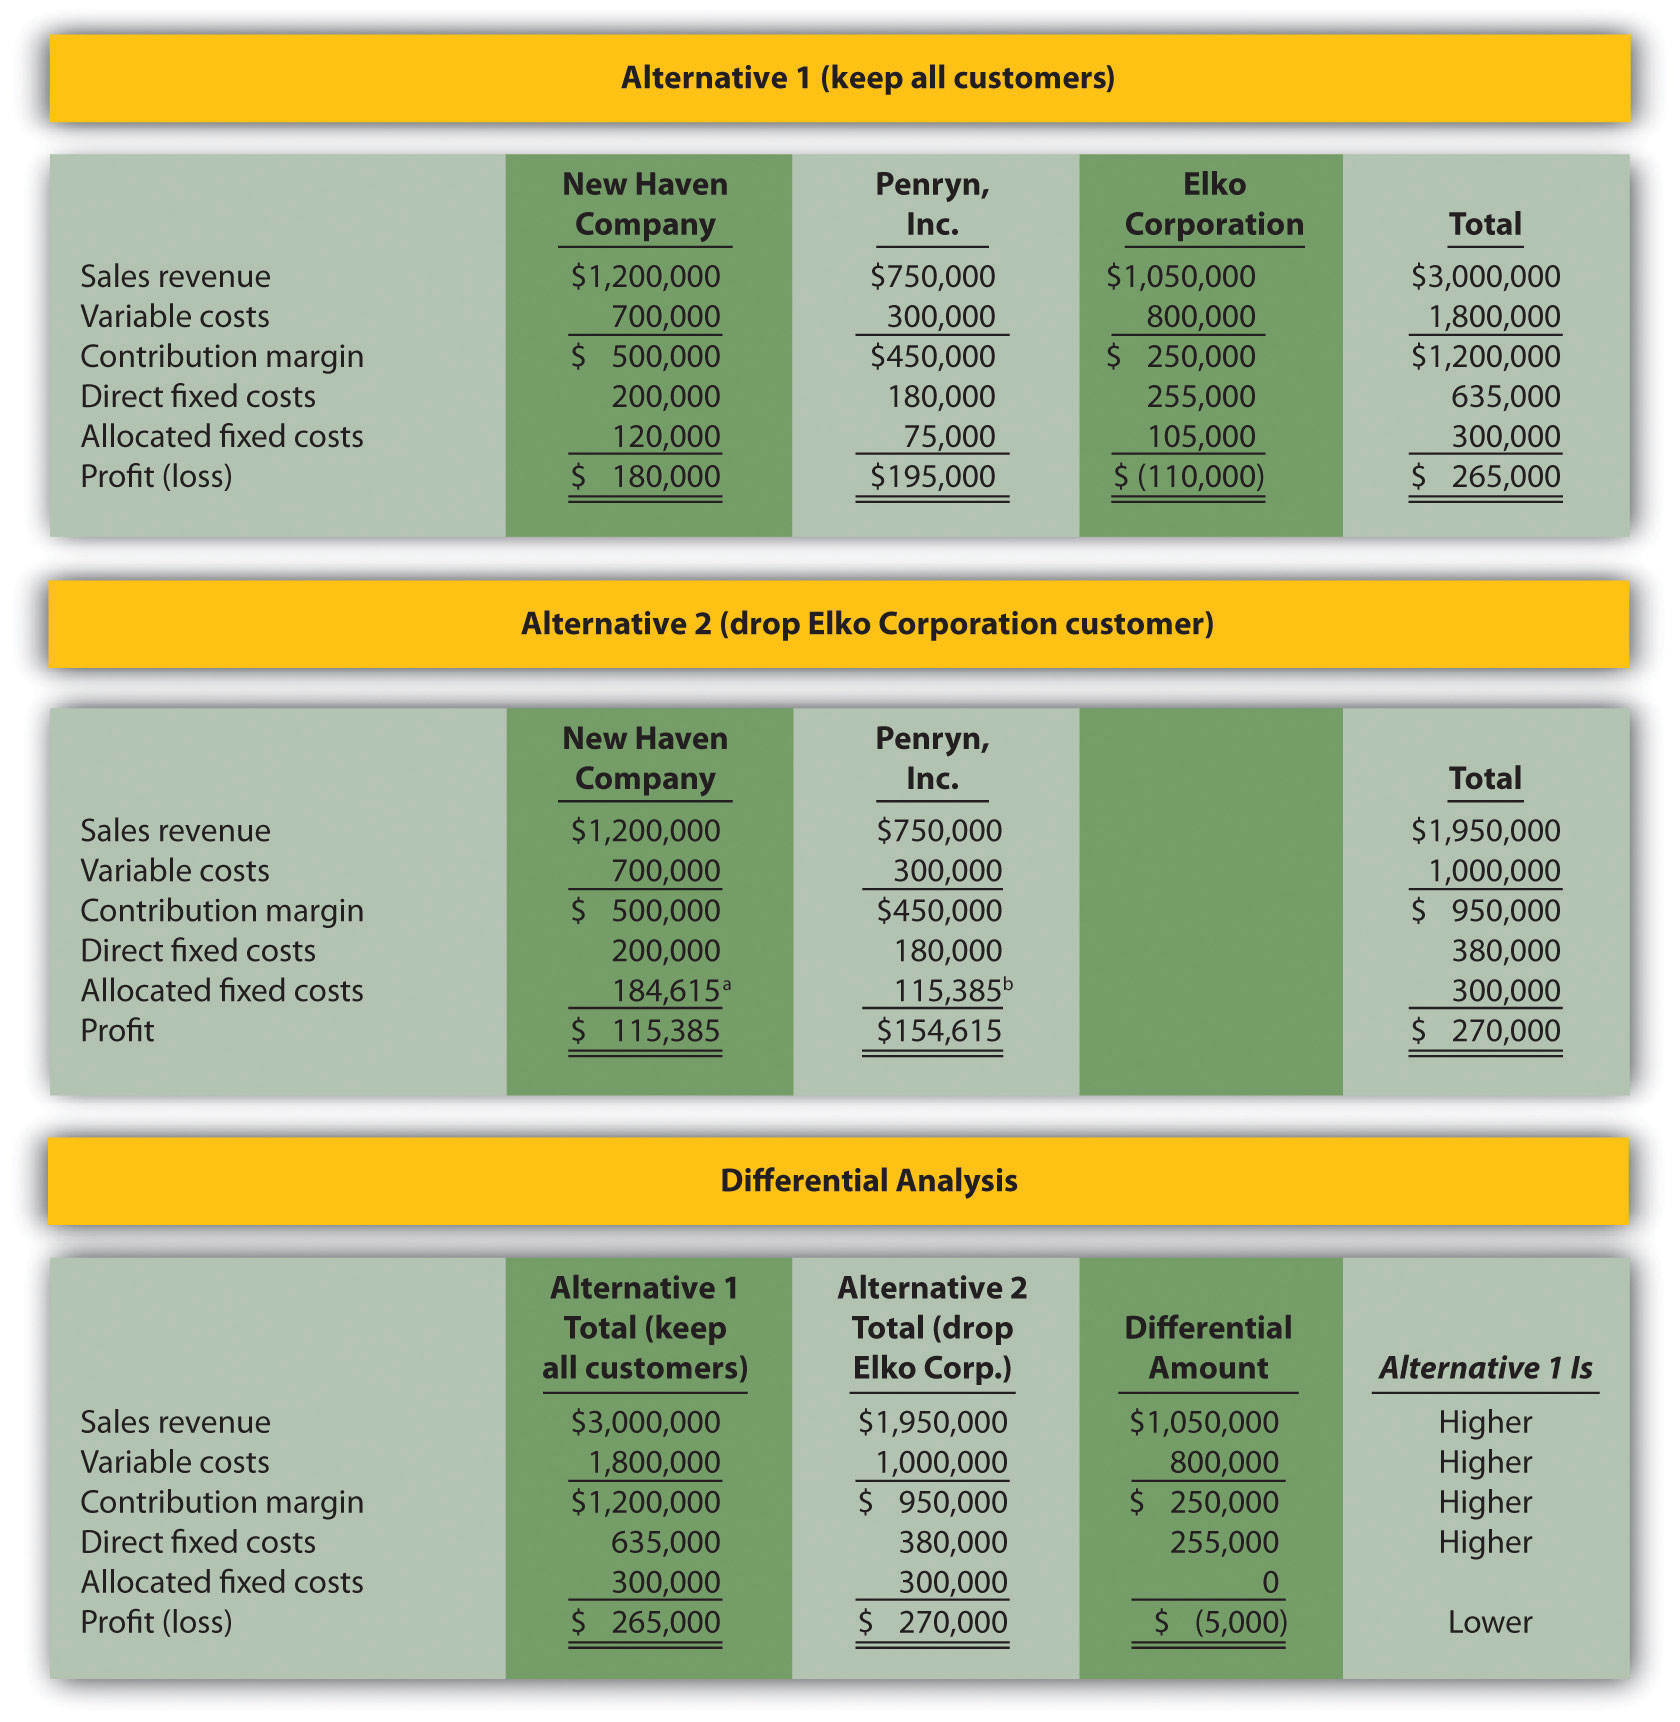 Alternative 1 (keep all customers)
New Haven Company Penryn, Inc. Elko Corporation Total
Sales revenue $1,200,000 $750,000 $1,050,000 $3,000,000
Variable costs 700,000 300,000 800,000 1,800,000
Contribution margin $ 500,000 $450,000 $ 250,000 $1,200,000
Direct fixed costs 200,000 180,000 255,000 635,000
Allocated fixed costs 120,000 75,000 105,000 300,000
Profit (loss) $ 180,000 $195,000 $ (110,000) $ 265,000
Alternative 2 (drop Elko Corporation customer)
New Haven Company Penryn, Inc. Total
Sales revenue $1,200,000 $750,000 $1,950,000
Variable costs 700,000 300,000 1,000,000
Contribution margin $ 500,000 $450,000 $ 950,000
Direct fixed costs 200,000 180,000 380,000
Allocated fixed costs 184,615a 115,385b 300,000
Profit $ 115,385 $154,615 $ 270,000
Differential Analysis
Alternative 1 Total (keep all customers) Alternative 2 Total (drop Elko Corp.) Differential Amount Alternative 1 Is
Sales revenue $3,000,000 $1,950,000 $1,050,000 Higher
Variable costs 1,800,000 1,000,000 800,000 Higher
Contribution margin $1,200,000 $ 950,000 $ 250,000 Higher
Direct fixed costs 635,000 380,000 255,000 Higher
Allocated fixed costs 300,000 300,000 0
Profit (loss) $ 265,000 $ 270,000 $ (5,000) Lower